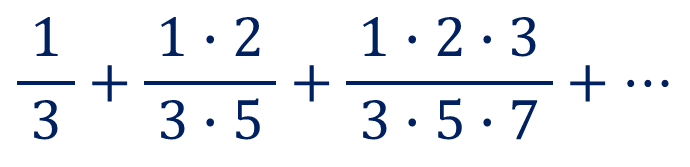 1/3 + (1 · 2)/(3 · 5) + (1 · 2 · 3)/(3 · 5 · 7) + ⋯